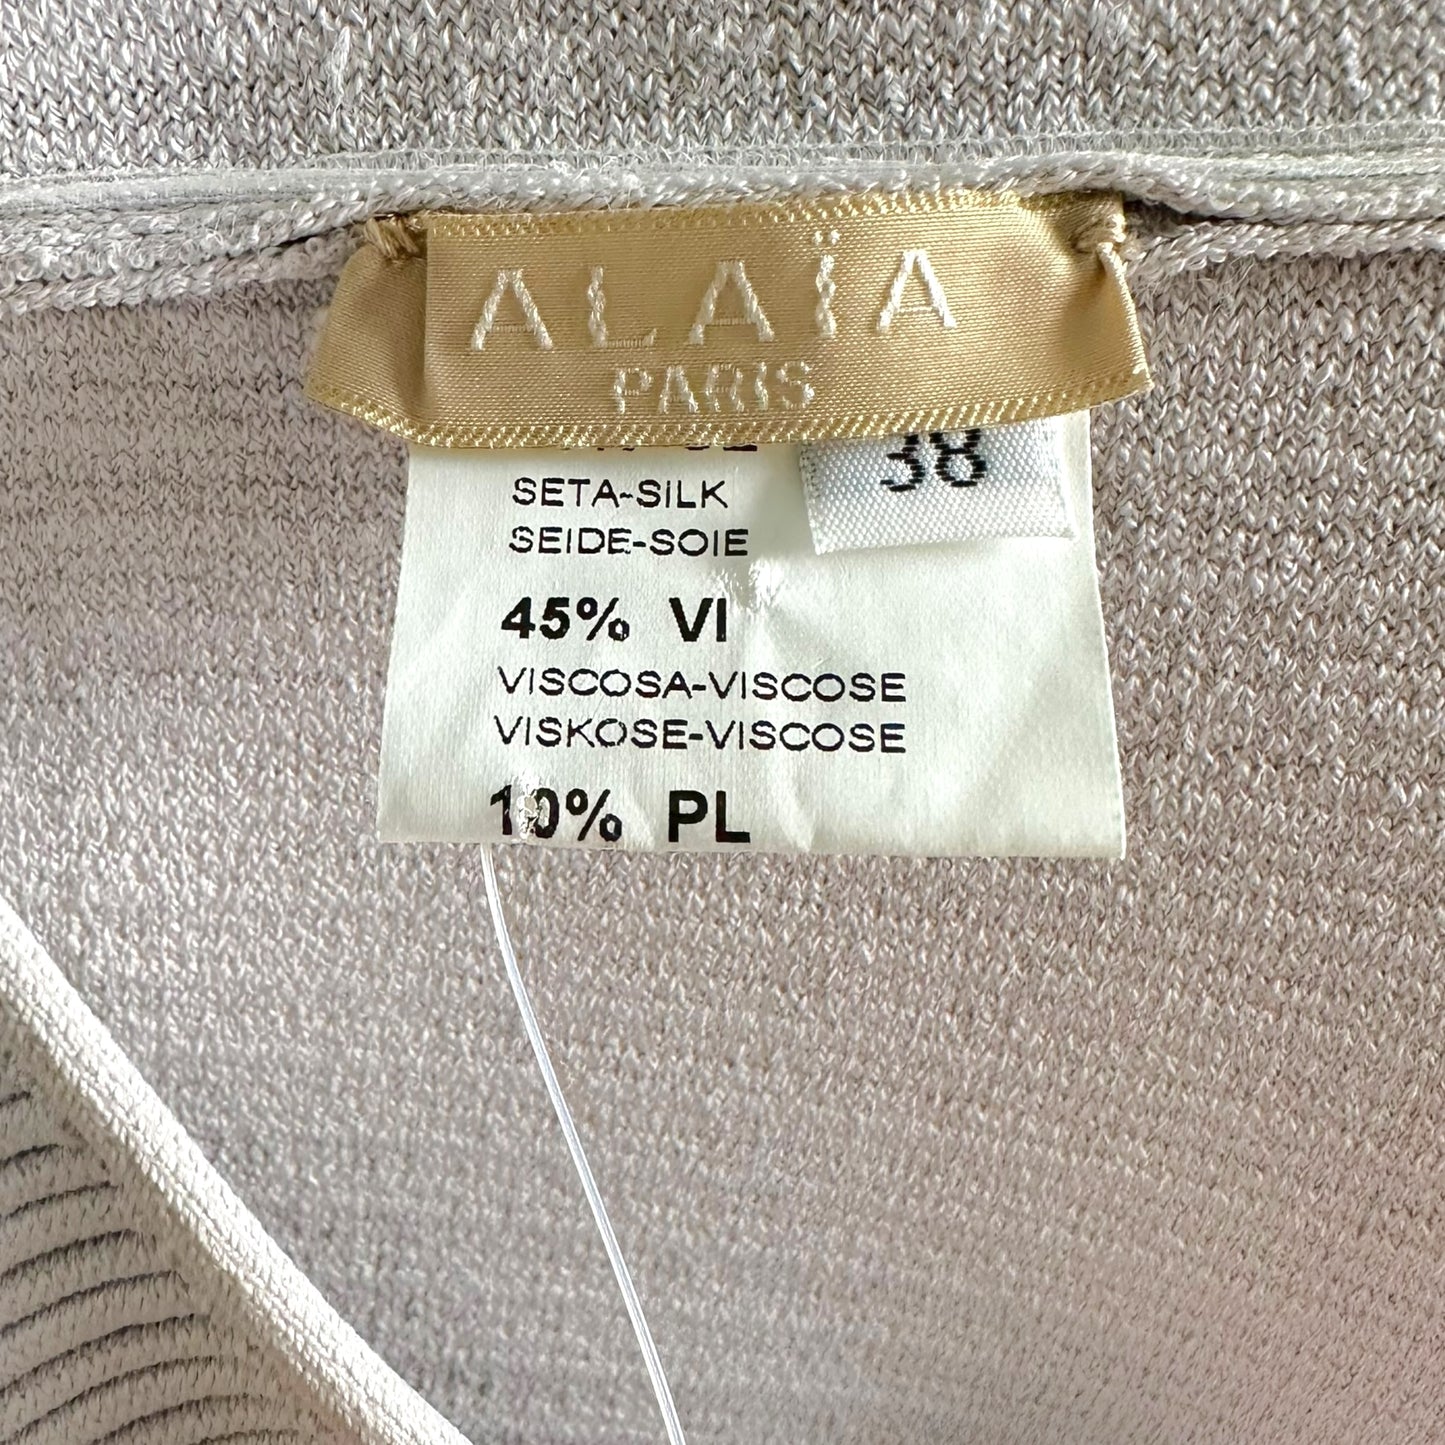 ALAÏA
PARIS
38
SETA-SILK
SEIDE-SOIE
45% VI
VISCOSA-VISCOSE
VISKOSE-VISCOSE
10% PL